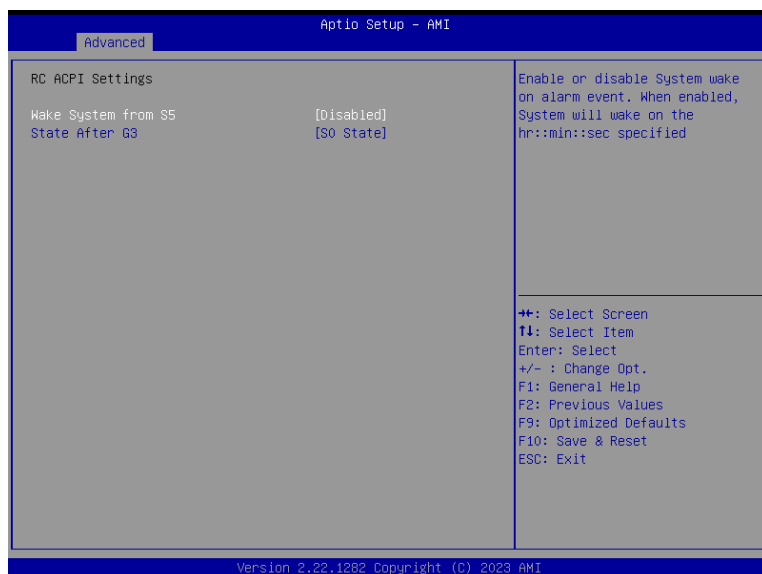 Aptio Setup – AMI
Advanced
RC ACPI Settings
Wake System from S5 [Disabled]
State After G3 [S0 State]
Enable or disable System wake
on alarm event. When enabled,
System will wake on the
hr::min::sec specified
→←: Select Screen
↑↓: Select Item
Enter: Select
+/- : Change Opt.
F1: General Help
F2: Previous Values
F9: Optimized Defaults
F10: Save & Reset
ESC: Exit
Version 2.22.1282 Copyright (C) 2023 AMI